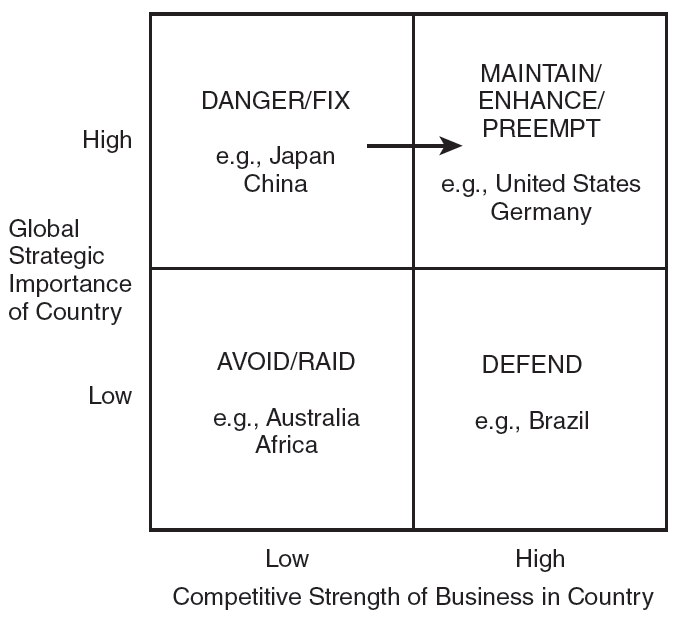 DANGER/FIX
e.g., Japan
China
MAINTAIN/
ENHANCE/
PREEMPT
e.g., United States
Germany
High
Global
Strategic
Importance
of Country
Low
AVOID/RAID
e.g., Australia
Africa
DEFEND
e.g., Brazil
Low
High
Competitive Strength of Business in Country